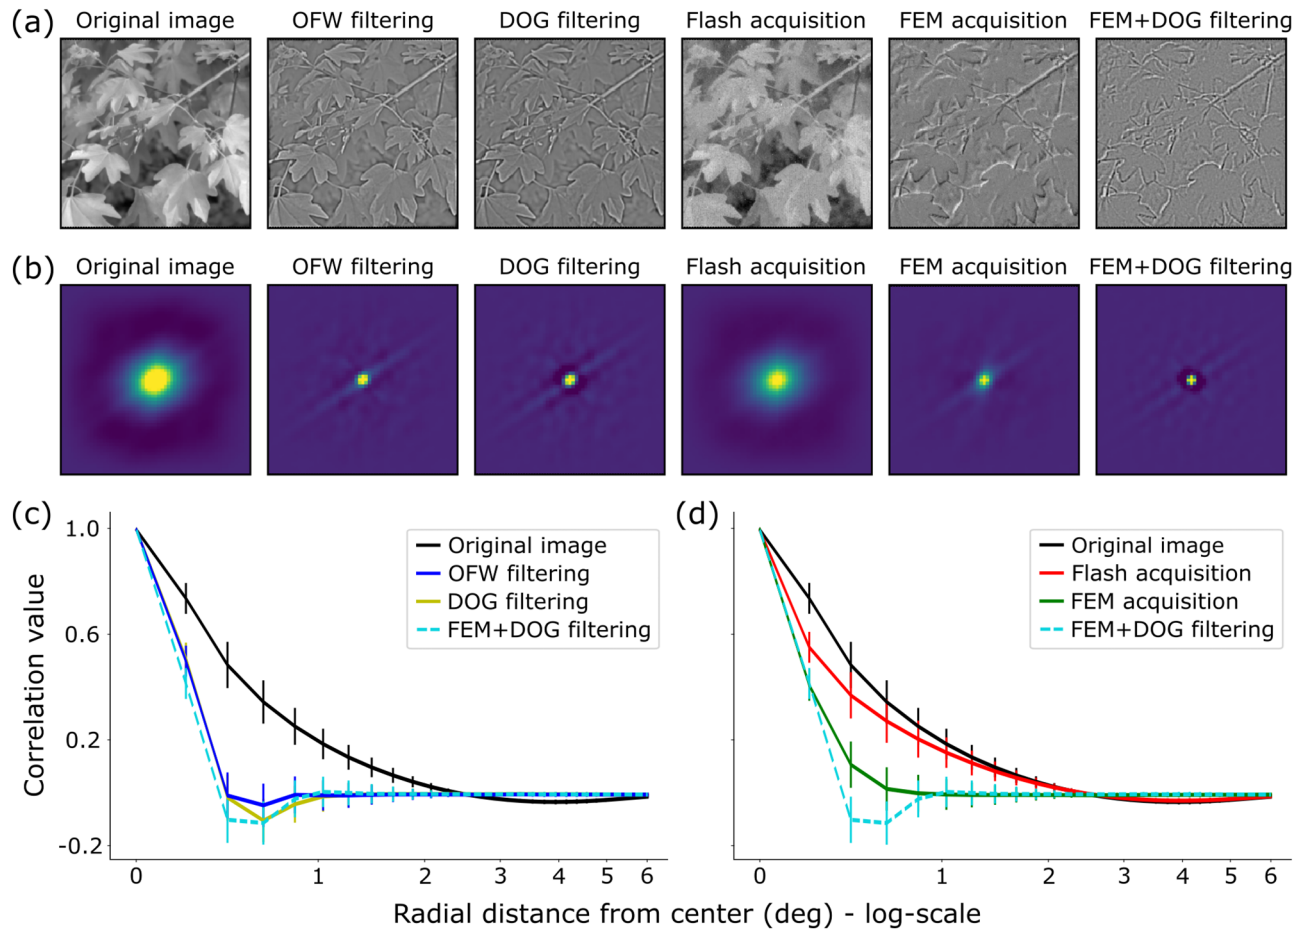 (a) Original image OFW filtering DOG filtering Flash acquisition FEM acquisition FEM+DOG filtering
(b) Original image OFW filtering DOG filtering Flash acquisition FEM acquisition FEM+DOG filtering
(c)
1.0
0.6
0.2
-0.2
Correlation value
Original image
OFW filtering
DOG filtering
FEM+DOG filtering
0 1 2 3 4 5 6
(d)
Original image
Flash acquisition
FEM acquisition
FEM+DOG filtering
0 1 2 3 4 5 6
Radial distance from center (deg) - log-scale